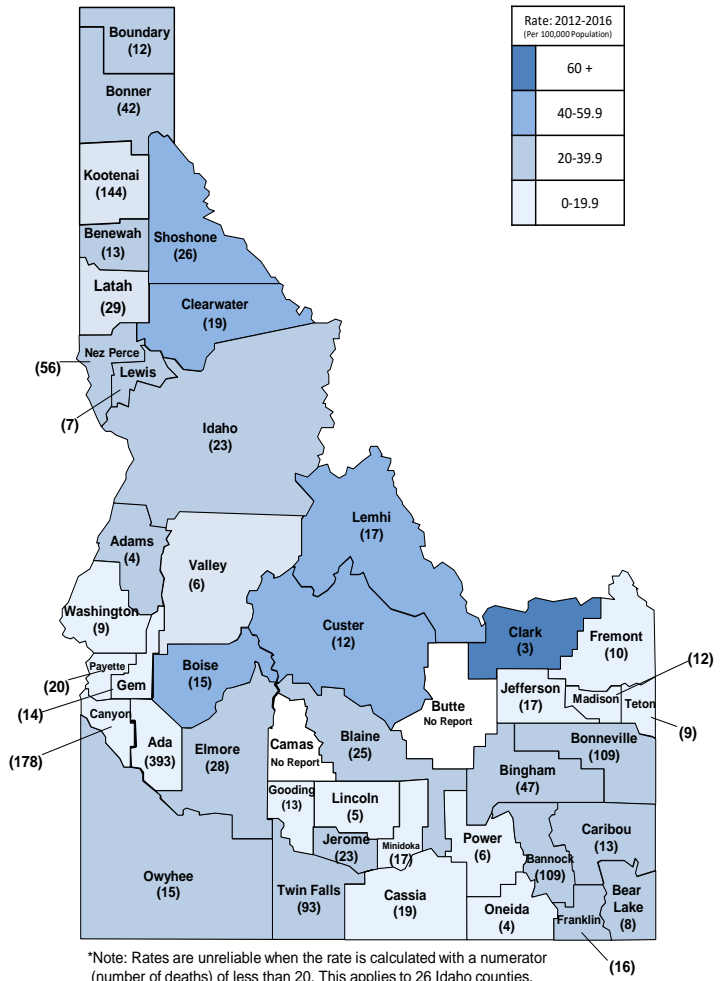 Rate: 2012-2016
(Per 100,000 Population)
60 +
40-59.9
20-39.9
0-19.9
Boundary
(12)
Bonner
(42)
Kootenai
(144)
Benewah
(13)
Shoshone
(26)
Latah
(29)
Clearwater
(19)
Nez Perce
(56)
Lewis
(7)
Idaho
(23)
Lemhi
(17)
Adams
(4)
Valley
(6)
Washington
(9)
Custer
(12)
Clark
(3)
Fremont
(10)
Payette
(20)
Gem
(14)
Boise
(15)
Butte
No Report
Jefferson
(17)
Madison
(12)
Teton
(9)
Canyon
(178)
Ada
(393)
Elmore
(28)
Camas
No Report
Blaine
(25)
Bonneville
(109)
Bingham
(47)
Gooding
(13)
Lincoln
(5)
Jerome
(23)
Minidoka
(17)
Power
(6)
Caribou
(13)
Bannock
(109)
Owyhee
(15)
Twin Falls
(93)
Cassia
(19)
Oneida
(4)
Franklin
(16)
Bear
Lake
(8)
*Note: Rates are unreliable when the rate is calculated with a numerator
(number of deaths) of less than 20. This applies to 26 Idaho counties.